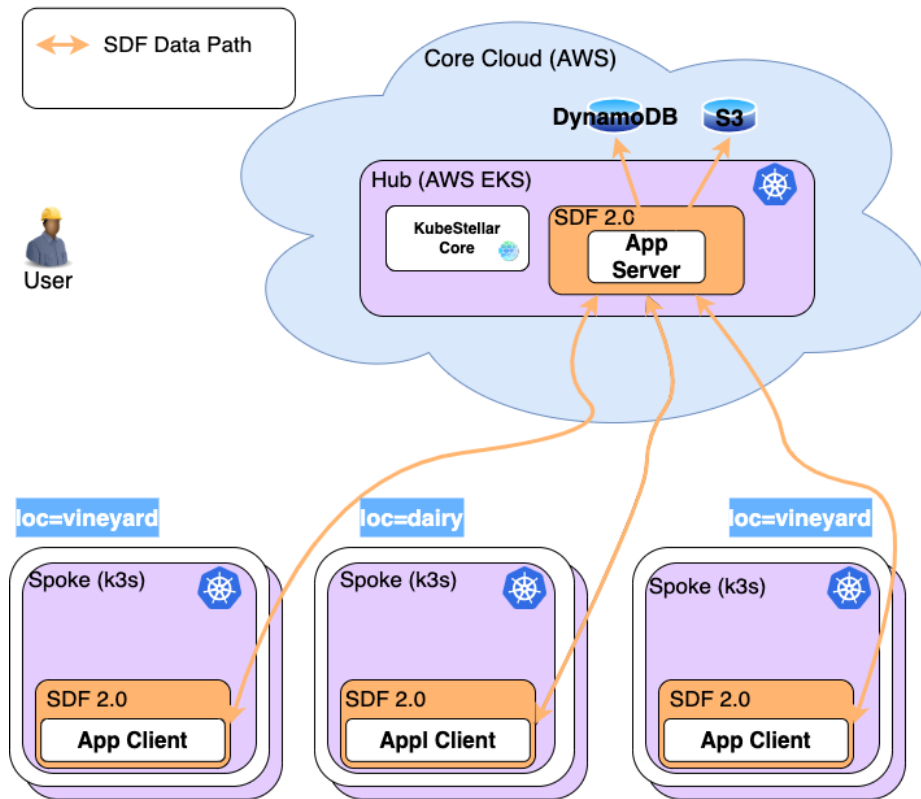 SDF Data Path
Core Cloud (AWS)
DynamoDB
S3
Hub (AWS EKS)
KubeStellar
Core
SDF 2.0
App
Server
User
loc=vineyard
loc=dairy
loc=vineyard
Spoke (k3s)
Spoke (k3s)
Spoke (k3s)
SDF 2.0
App Client
SDF 2.0
Appl Client
SDF 2.0
App Client